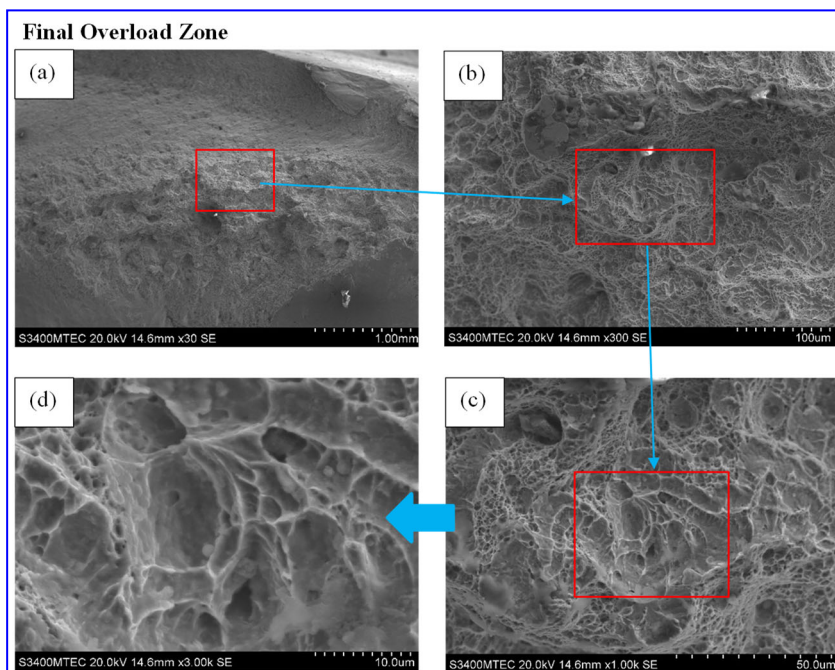 Final Overload Zone
(a)
S3400MTEC 20.0kV 14.6mm x30 SE 1.00mm
(b)
S3400MTEC 20.0kV 14.6mm x300 SE 100um
(d)
S3400MTEC 20.0kV 14.6mm x3.00k SE 10.0um
(c)
S3400MTEC 20.0kV 14.6mm x1.00k SE 50.0um